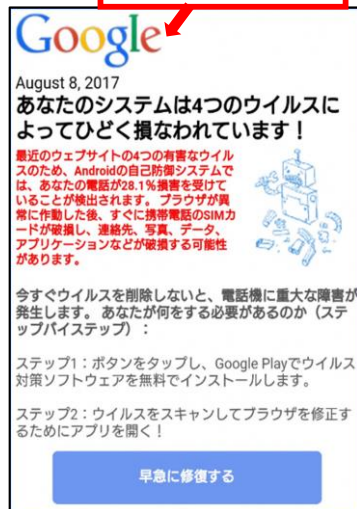 Google
August 8, 2017
あなたのシステムは4つのウイルスに
よってひどく損なわれています！
最近のウェブサイトの4つの有害なウイル
スのため、Androidの自己防御システムで
は、あなたの電話が28.1％損害を受けて
いることが検出されます。 ブラウザが異
常に作動した後、すぐに携帯電話のSIMカ
ードが破損し、連絡先、写真、データ、
アプリケーションなどが破損する可能性
があります。
今すぐウイルスを削除しないと、電話機に重大な障害が
発生します。 あなたが何をする必要があるのか（ステ
ップバイステップ）：
ステップ1：ボタンをタップし、Google Playでウイルス
対策ソフトウェアを無料でインストールします。
ステップ2：ウイルスをスキャンしてブラウザを修正す
るためにアプリを開く！
早急に修復する